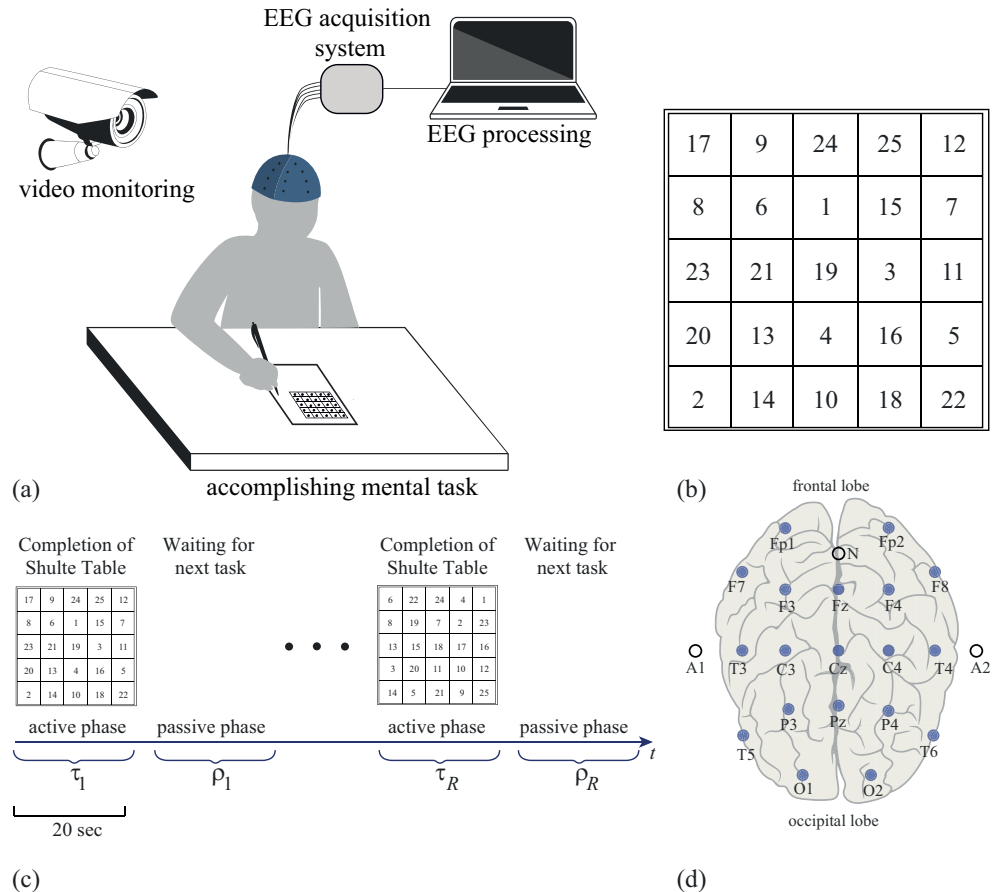 EEG acquisition
system
EEG processing
video monitoring
accomplishing mental task
(a)
17 9 24 25 12
8 6 1 15 7
23 21 19 3 11
20 13 4 16 5
2 14 10 18 22
(b)
Completion of
Shulte Table
Waiting for
next task
17 9 24 25 12
8 6 1 15 7
23 21 19 3 11
20 13 4 16 5
2 14 10 18 22
• • •
Completion of
Shulte Table
Waiting for
next task
6 22 24 4 1
8 19 7 2 23
13 15 18 17 16
3 20 11 10 12
14 5 21 9 25
active phase
passive phase
active phase
passive phase
t
τ1
ρ1
τR
ρR
20 sec
(c)
frontal lobe
Fp1 Fp2
N
F7 F3 Fz F4 F8
A1 T3 C3 Cz C4 T4 A2
P3 Pz P4
T5 T6
O1 O2
occipital lobe
(d)